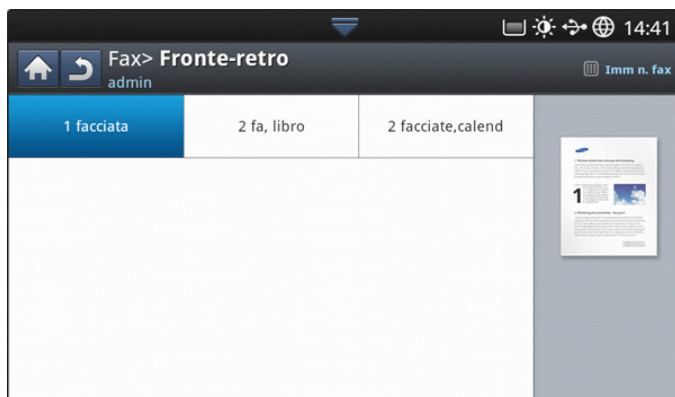 14:41
Fax> Fronte-retro
admin
Imm n. fax
1 facciata
2 fa, libro
2 facciate,calend
1